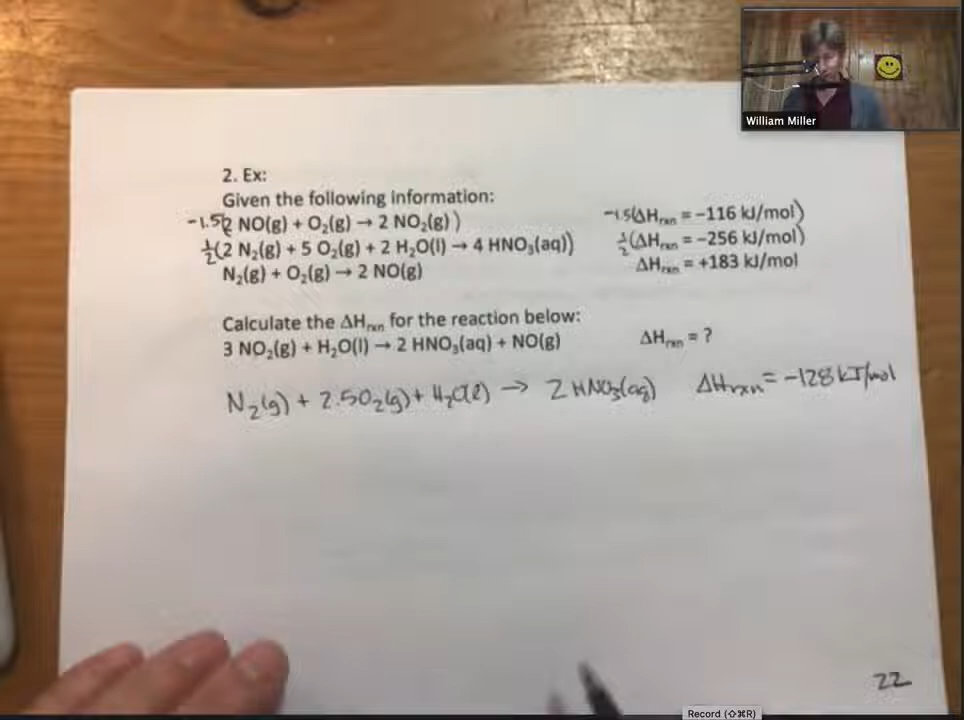 William Miller
2. Ex:
Given the following information:
-1.5(2 NO(g) + O₂(g) → 2 NO₂(g)) -1.5(ΔHrxn = -116 kJ/mol)
½(2 N₂(g) + 5 O₂(g) + 2 H₂O(l) → 4 HNO₃(aq)) ½(ΔHrxn = -256 kJ/mol)
N₂(g) + O₂(g) → 2 NO(g) ΔHrxn = +183 kJ/mol
Calculate the ΔHrxn for the reaction below:
3 NO₂(g) + H₂O(l) → 2 HNO₃(aq) + NO(g) ΔHrxn = ?
N₂(g) + 2.5O₂(g) + H₂O(l) → 2 HNO₃(aq) ΔHrxn = -128 kJ/mol
22
Record (⇧⌘R)